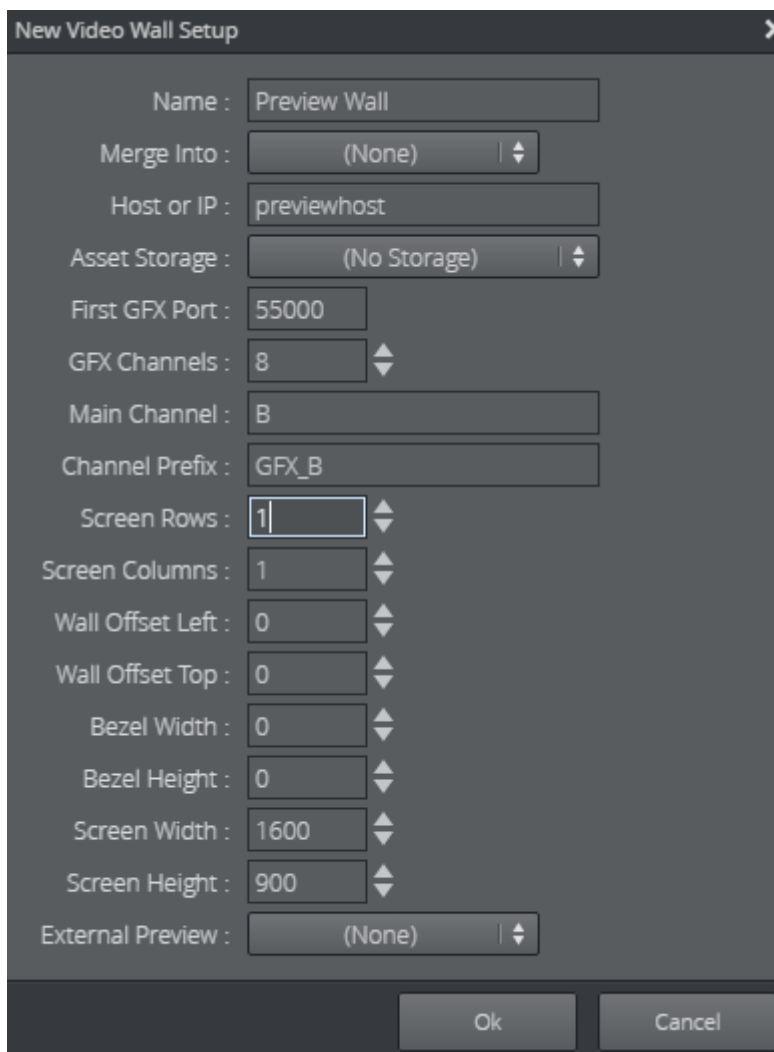 New Video Wall Setup
Name : Preview Wall
Merge Into : (None)
Host or IP : previewhost
Asset Storage : (No Storage)
First GFX Port : 55000
GFX Channels : 8
Main Channel : B
Channel Prefix : GFX_B
Screen Rows : 1
Screen Columns : 1
Wall Offset Left : 0
Wall Offset Top : 0
Bezel Width : 0
Bezel Height : 0
Screen Width : 1600
Screen Height : 900
External Preview : (None)
Ok Cancel